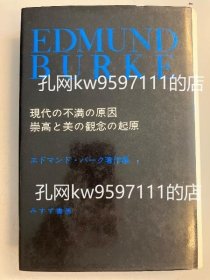 EDMUND
BURKE
孔网kw9597111的店
現代の不満の原因
崇高と美の観念の起原
エドマンド・バーク著作集 1
孔网kw9597111的店
みすず書房